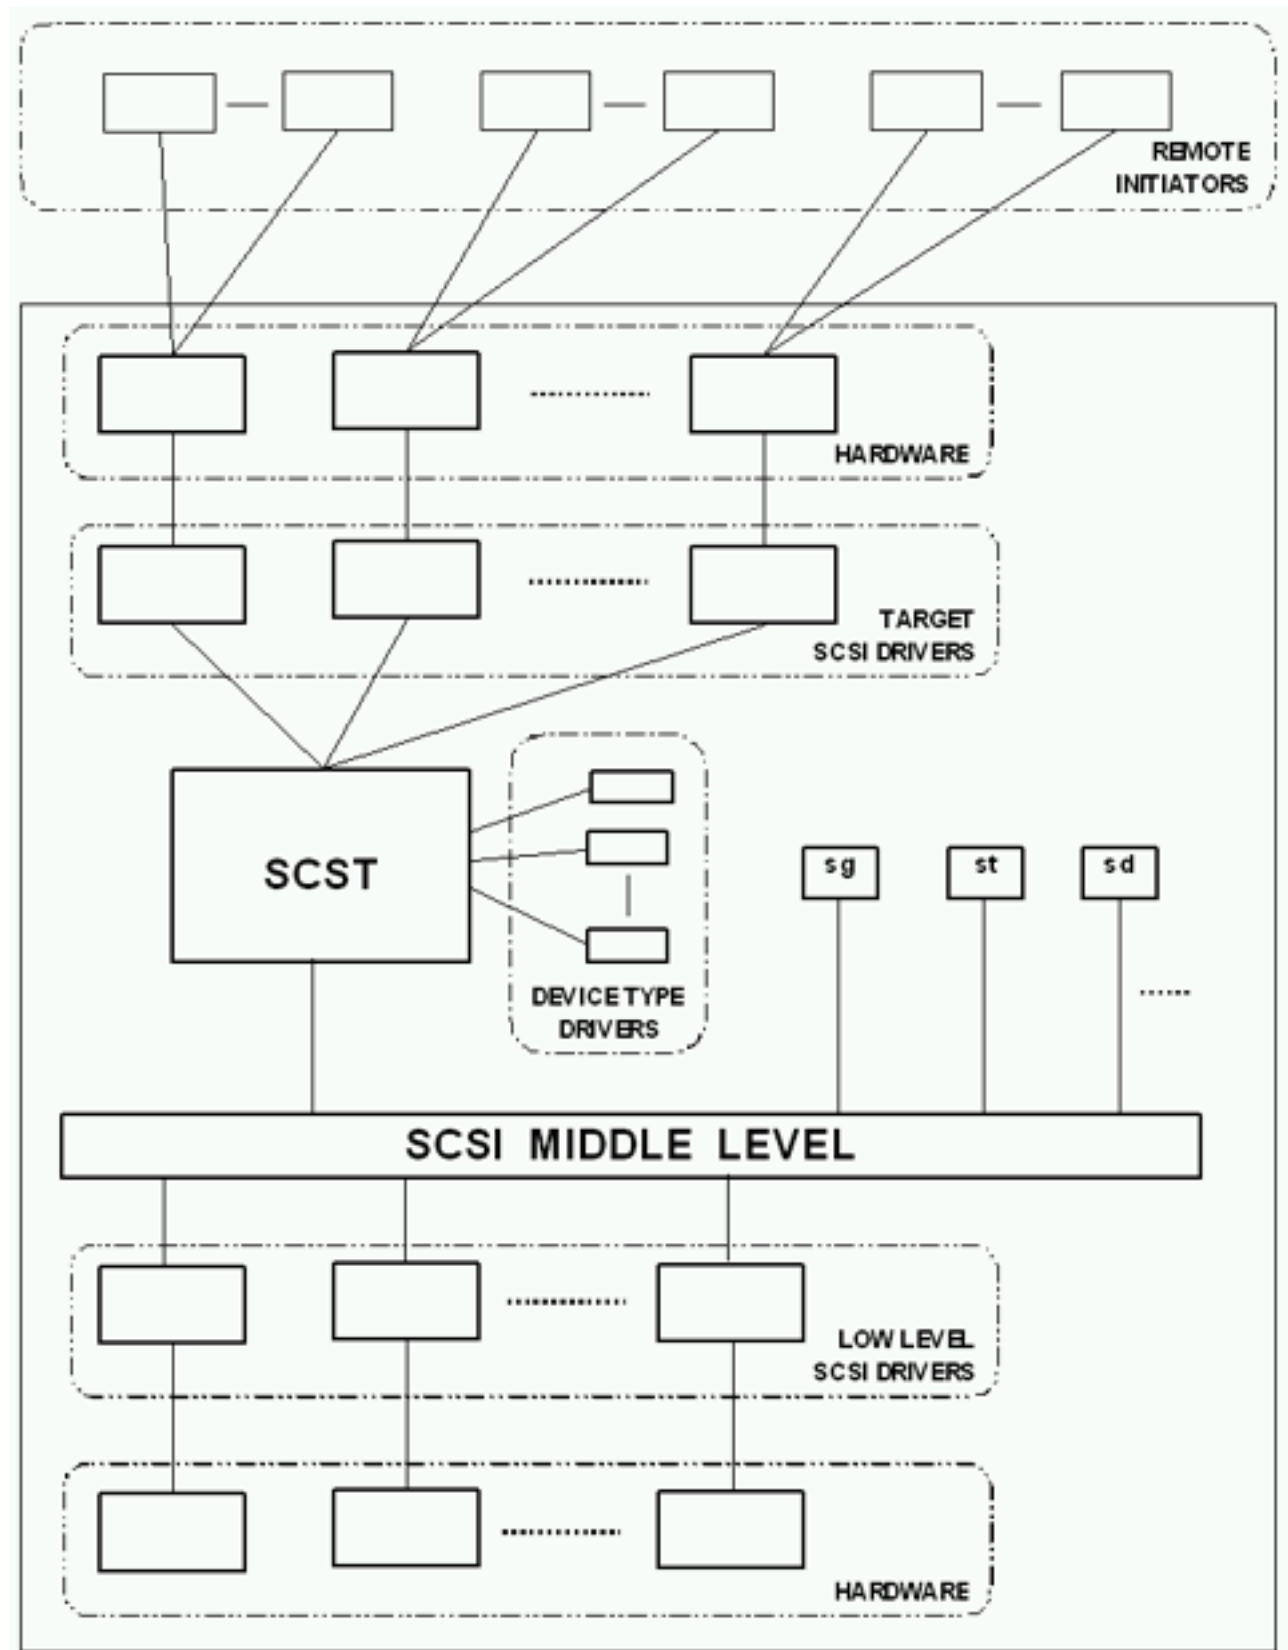 REMOTE
INITIATORS
HARDWARE
TARGET
SCSI DRIVERS
SCST
DEVICE TYPE
DRIVERS
sg
st
sd
SCSI MIDDLE LEVEL
LOW LEVEL
SCSI DRIVERS
HARDWARE